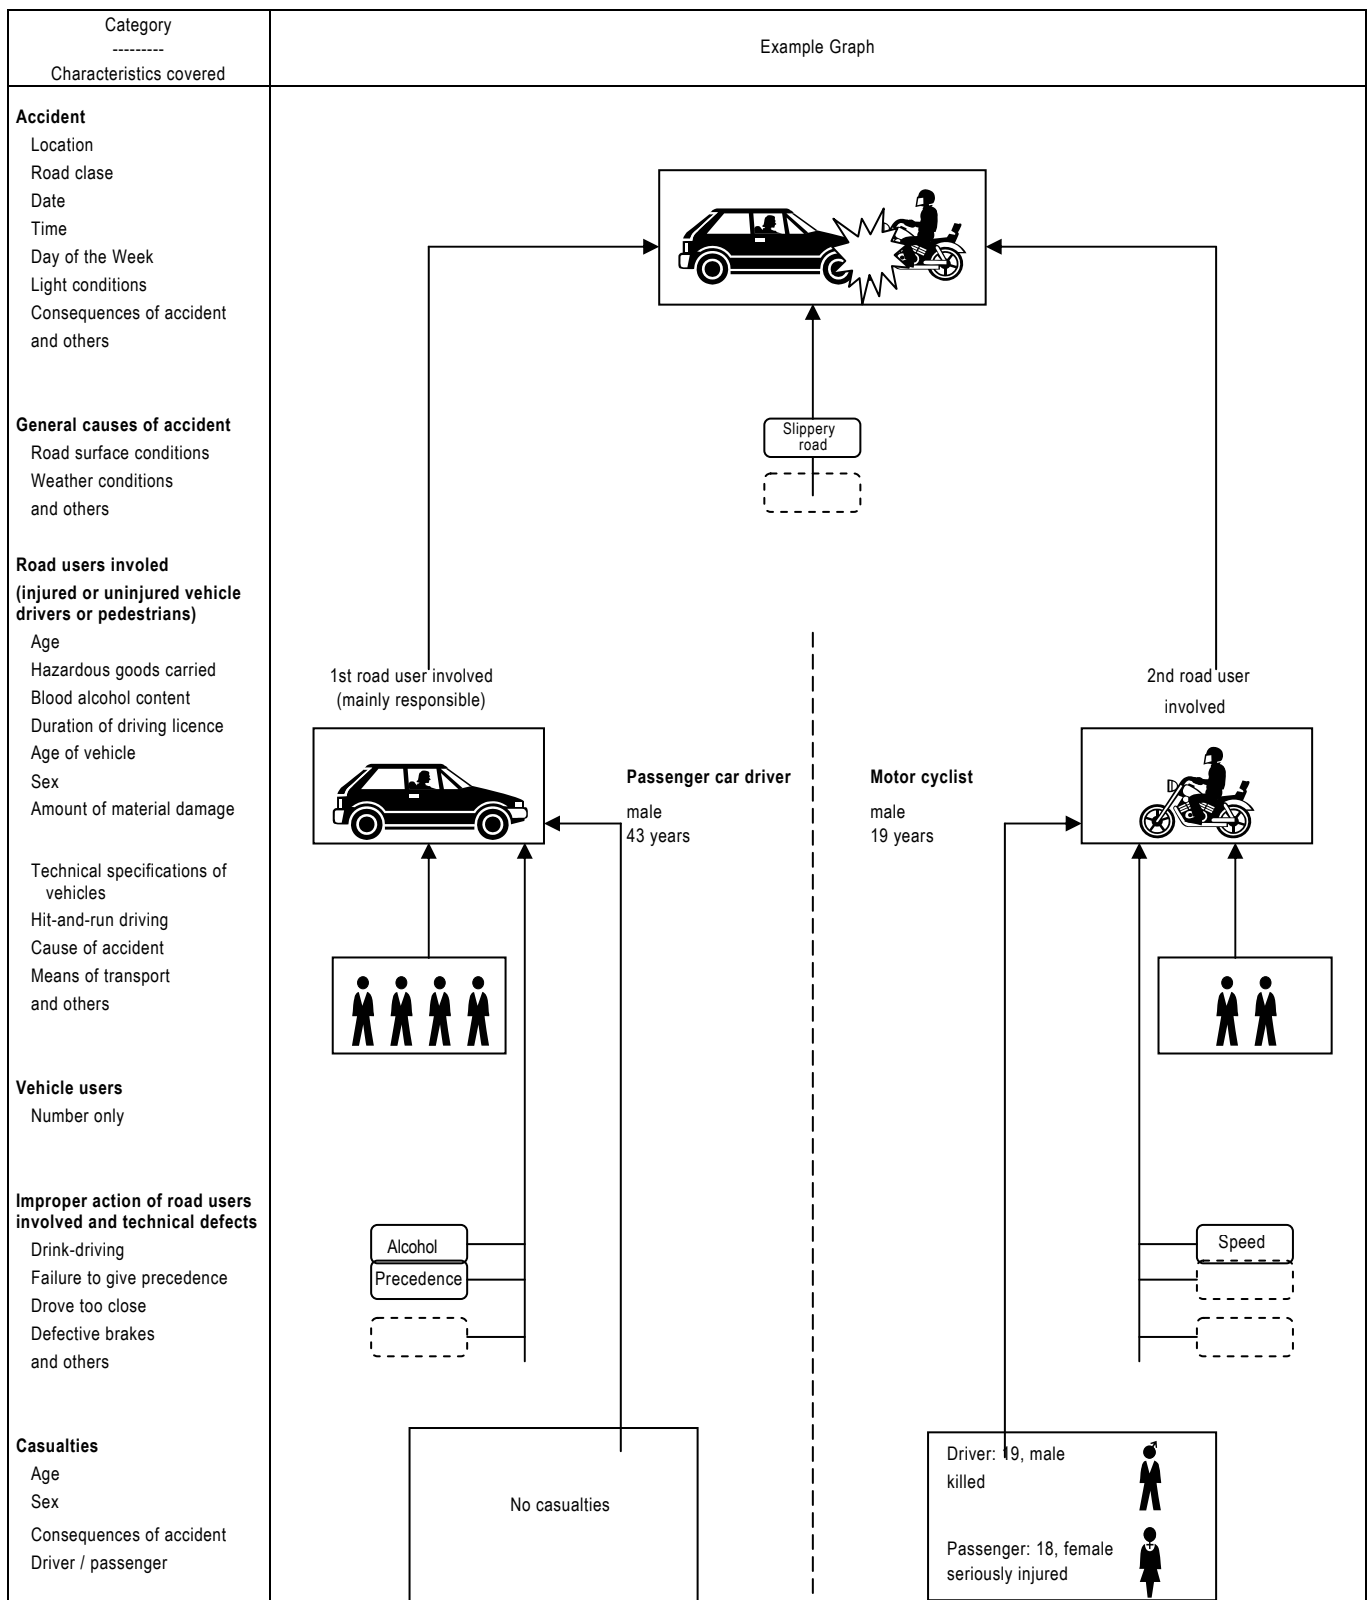 Category
---------
Characteristics covered
Example Graph
Accident
Location
Road clase
Date
Time
Day of the Week
Light conditions
Consequences of accident
and others
General causes of accident
Road surface conditions
Weather conditions
and others
Slippery
road
Road users involed
(injured or uninjured vehicle
drivers or pedestrians)
Age
Hazardous goods carried
Blood alcohol content
Duration of driving licence
Age of vehicle
Sex
Amount of material damage
Technical specifications of
vehicles
Hit-and-run driving
Cause of accident
Means of transport
and others
1st road user involved
(mainly responsible)
Passenger car driver
male
43 years
Motor cyclist
male
19 years
2nd road user
involved
Vehicle users
Number only
Improper action of road users
involved and technical defects
Drink-driving
Failure to give precedence
Drove too close
Defective brakes
and others
Alcohol
Precedence
Speed
Casualties
Age
Sex
Consequences of accident
Driver / passenger
No casualties
Driver: 19, male
killed
Passenger: 18, female
seriously injured